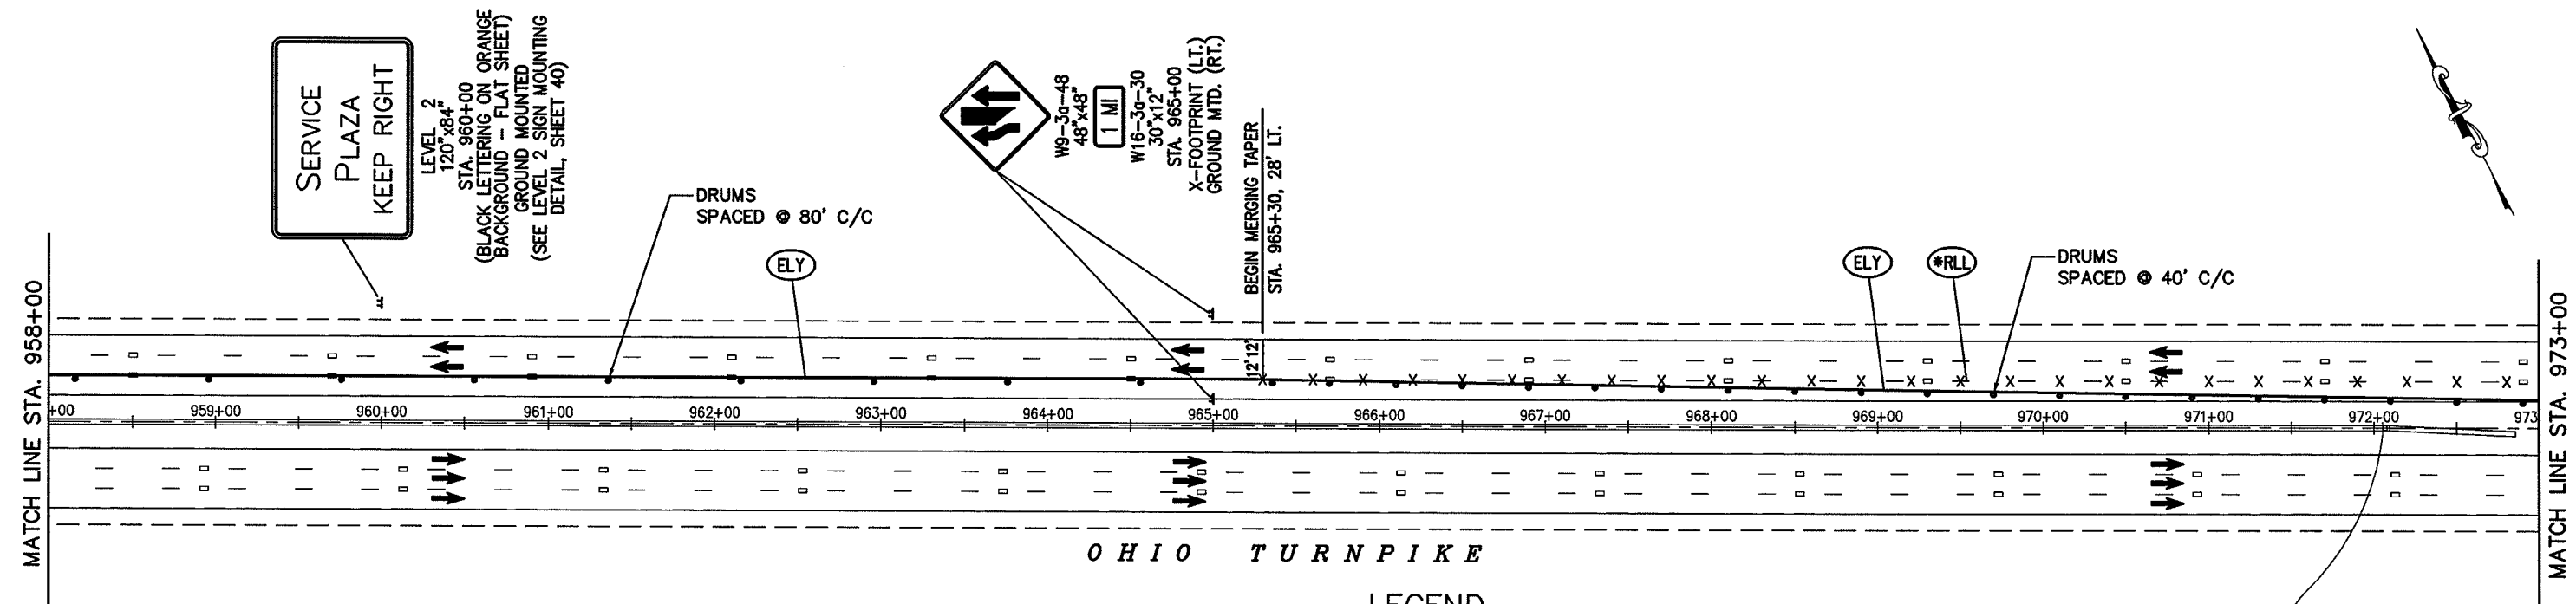 SERVICE
PLAZA
KEEP RIGHT
LEVEL 2
120"x84"
STA. 960+00
(BLACK LETTERING ON ORANGE
BACKGROUND - FLAT SHEET)
GROUND MOUNTED
(SEE LEVEL 2 SIGN MOUNTING
DETAIL, SHEET 40)
DRUMS
SPACED @ 80' C/C
ELY
W9-3a-48
48"x48"
1 MI
W16-3a-30
30"x12"
STA. 965+00
X-FOOTPRINT (LT.)
GROUND MTD. (RT.)
BEGIN MERGING TAPER
STA. 965+30, 28' LT.
12' 12'
ELY
*RLL
DRUMS
SPACED @ 40' C/C
MATCH LINE STA. 958+00
+00 959+00 960+00 961+00 962+00 963+00 964+00 965+00 966+00 967+00 968+00 969+00 970+00 971+00 972+00 973
MATCH LINE STA. 973+00
OHIO TURNPIKE
LEGEND